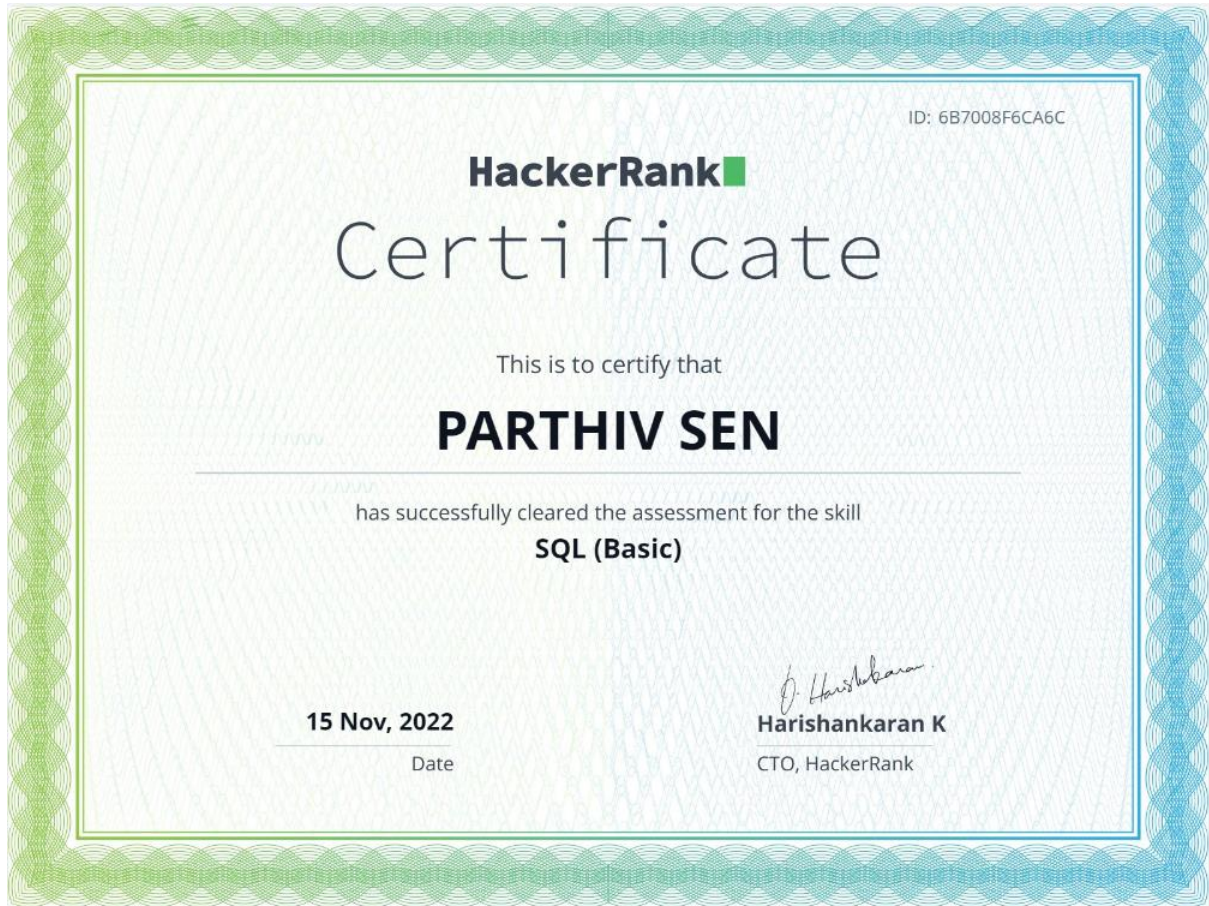 ID: 6B7008F6CA6C
HackerRank
Certificate
This is to certify that
PARTHIV SEN
has successfully cleared the assessment for the skill
SQL (Basic)
15 Nov, 2022
Date
Harishankaran K
CTO, HackerRank